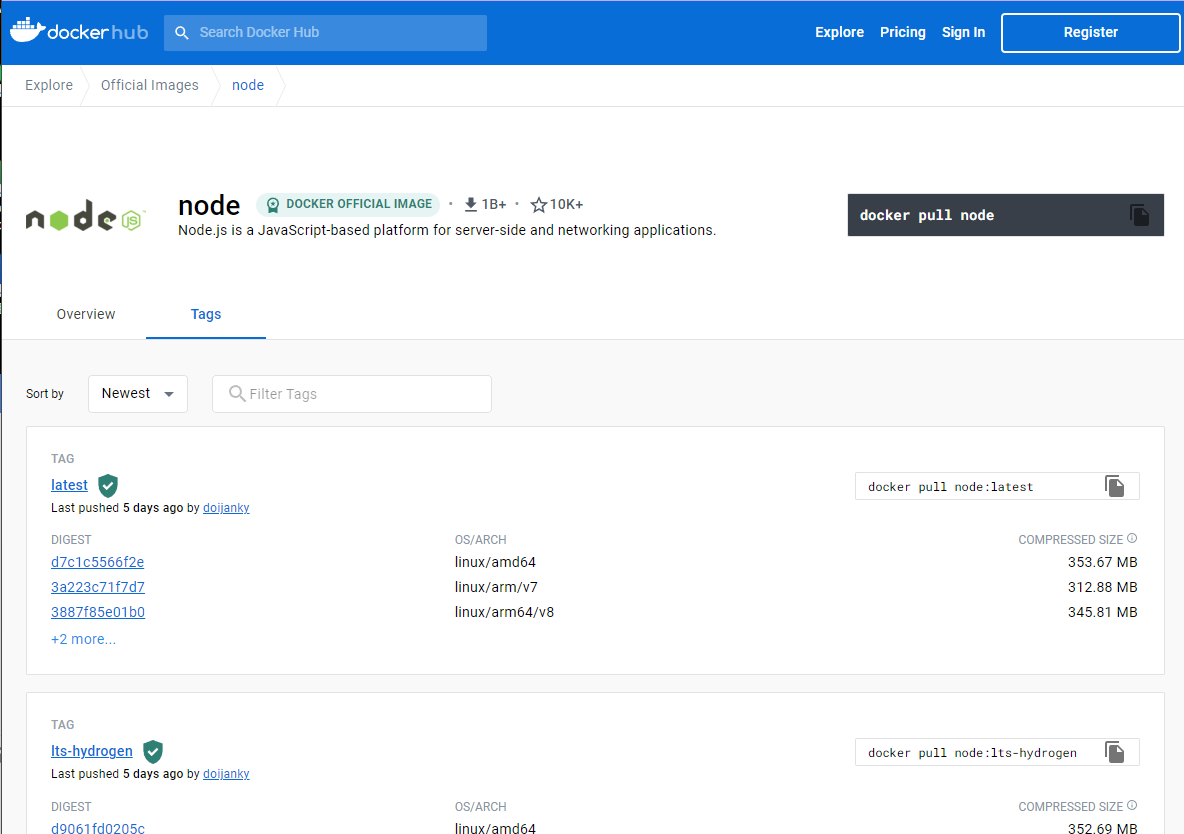 docker hub Search Docker Hub Explore Pricing Sign In Register
Explore Official Images node
node JS
node DOCKER OFFICIAL IMAGE • 1B+ • 10K+
Node.js is a JavaScript-based platform for server-side and networking applications.
docker pull node
Overview Tags
Sort by Newest Filter Tags
TAG
latest
docker pull node:latest
Last pushed 5 days ago by doijanky
DIGEST OS/ARCH COMPRESSED SIZE
d7c1c5566f2e linux/amd64 353.67 MB
3a223c71f7d7 linux/arm/v7 312.88 MB
3887f85e01b0 linux/arm64/v8 345.81 MB
+2 more...
TAG
lts-hydrogen
docker pull node:lts-hydrogen
Last pushed 5 days ago by doijanky
DIGEST OS/ARCH COMPRESSED SIZE
d9061fd0205c linux/amd64 352.69 MB